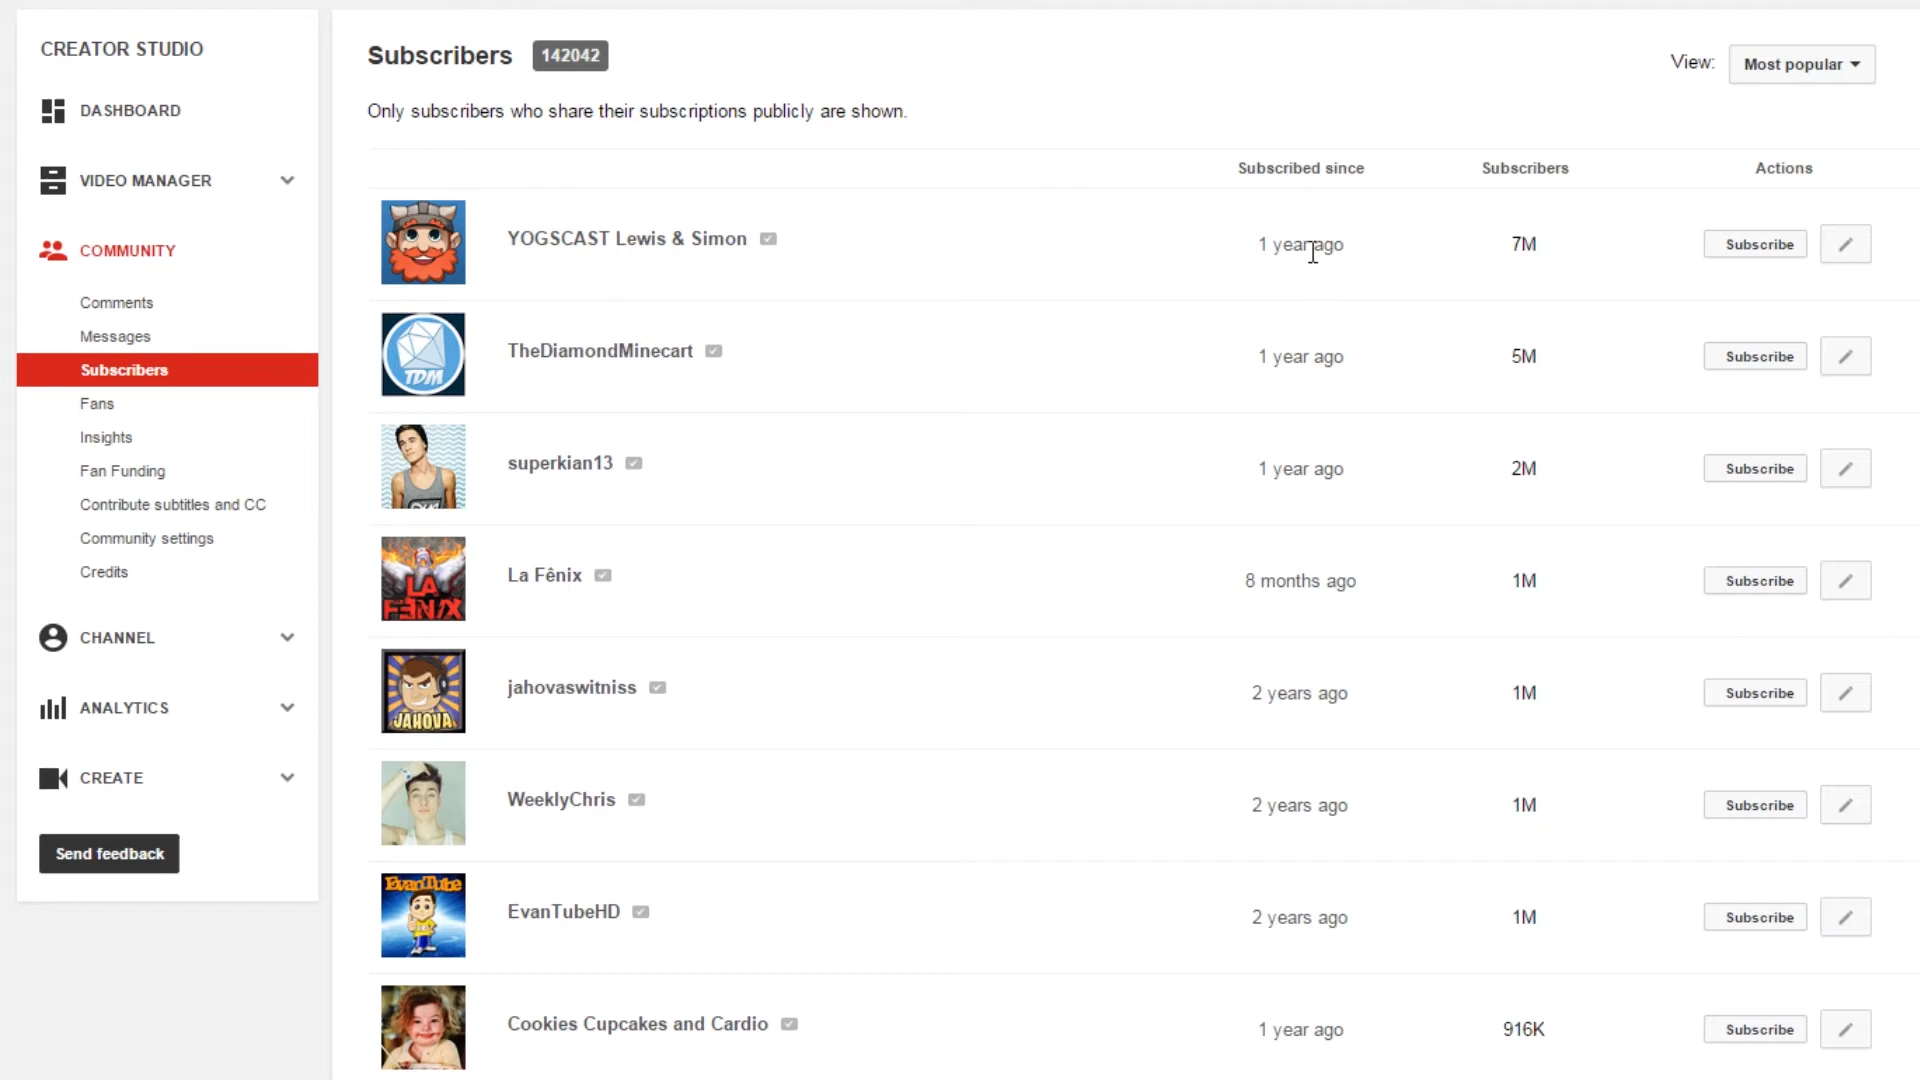 CREATOR STUDIO
DASHBOARD
VIDEO MANAGER
COMMUNITY
Comments
Messages
Subscribers
Fans
Insights
Fan Funding
Contribute subtitles and CC
Community settings
Credits
CHANNEL
ANALYTICS
CREATE
Send feedback
Subscribers 142042
View: Most popular
Only subscribers who share their subscriptions publicly are shown.
Subscribed since Subscribers Actions
YOGSCAST Lewis & Simon 1 year ago 7M Subscribe
TDM TheDiamondMinecart 1 year ago 5M Subscribe
superkian13 1 year ago 2M Subscribe
LA FENIX La Fênix 8 months ago 1M Subscribe
JAHOVA jahovaswitniss 2 years ago 1M Subscribe
WeeklyChris 2 years ago 1M Subscribe
EvanTube EvanTubeHD 2 years ago 1M Subscribe
Cookies Cupcakes and Cardio 1 year ago 916K Subscribe